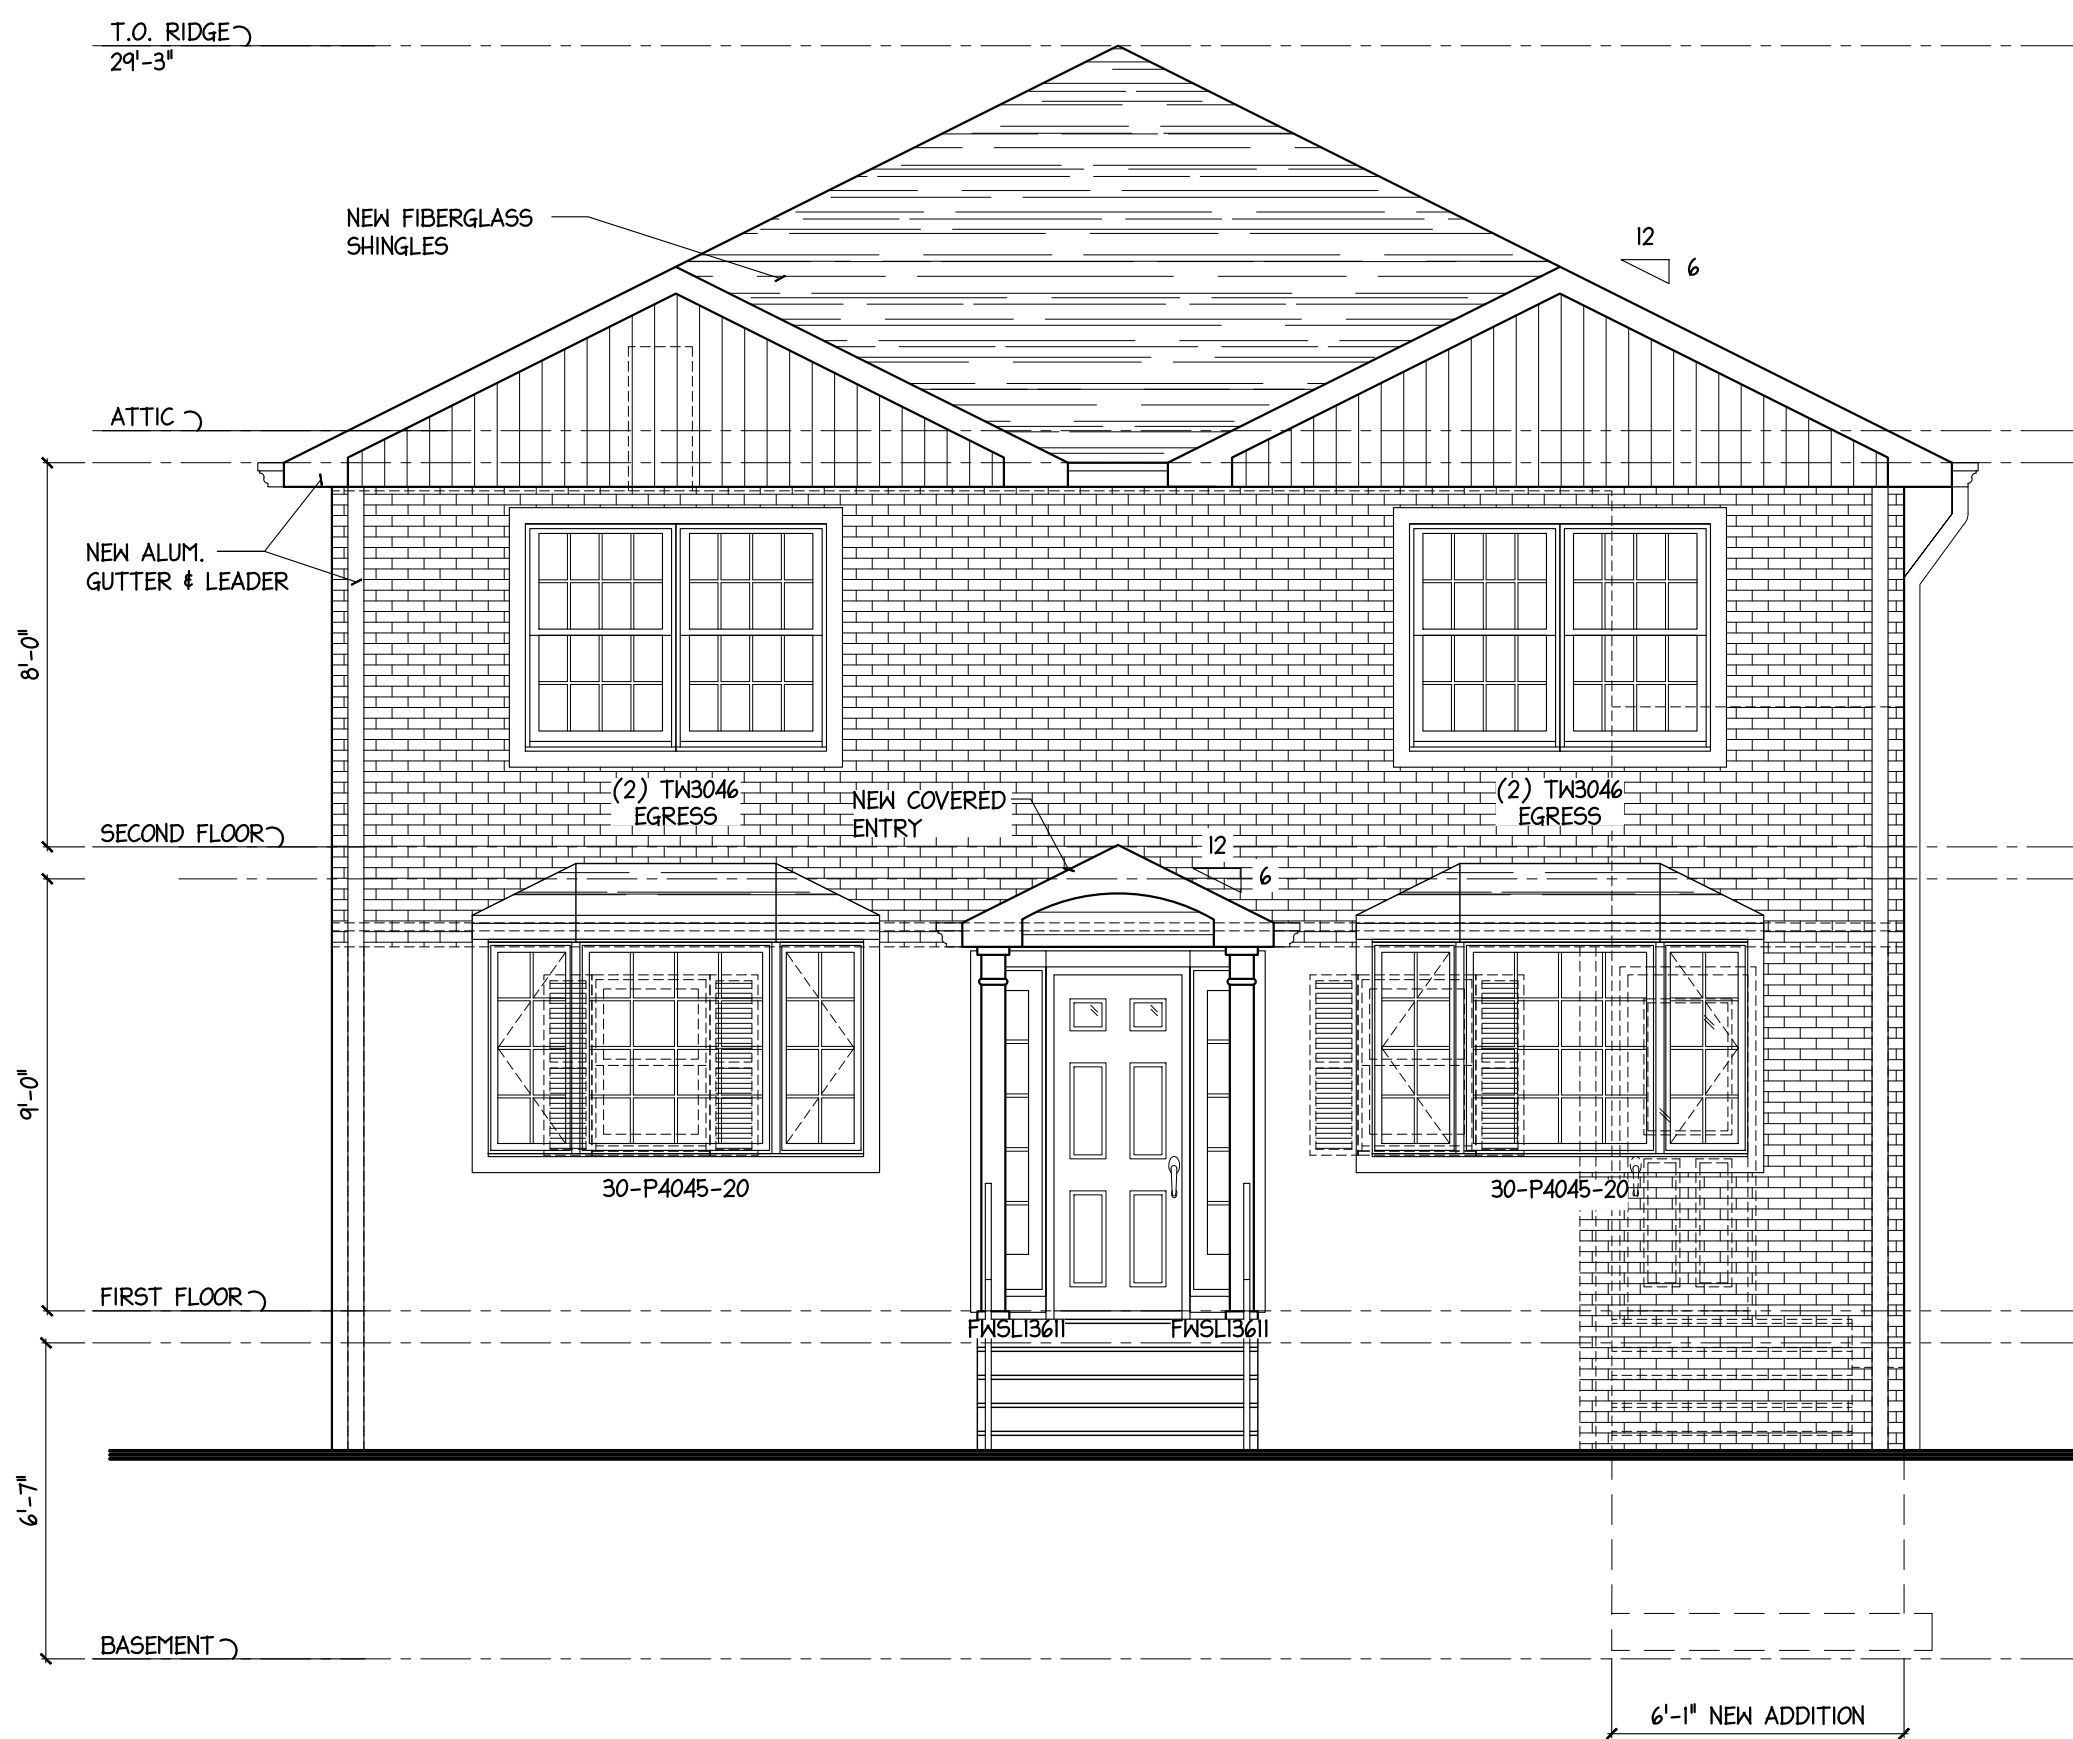 T.O. RIDGE
29'-3"
NEW FIBERGLASS
SHINGLES
12
6
ATTIC
NEW ALUM.
GUTTER & LEADER
8'-0"
(2) TW3046
EGRESS
NEW COVERED
ENTRY
(2) TW3046
EGRESS
SECOND FLOOR
12
6
9'-0"
30-P4045-20
30-P4045-20
FIRST FLOOR
FWSL13611
FWSL13611
6'-7"
BASEMENT
6'-1" NEW ADDITION